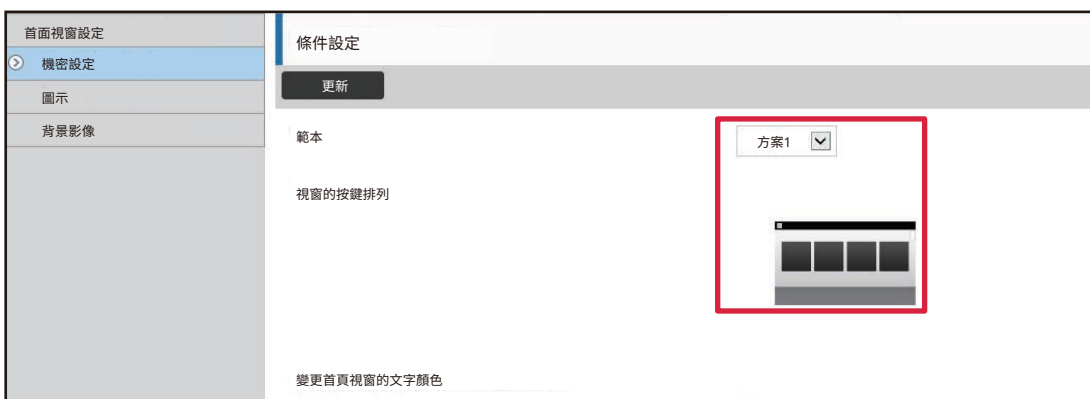 首面視窗設定
機密設定
圖示
背景影像
條件設定
更新
範本
方案1
視窗的按鍵排列
變更首頁視窗的文字顏色